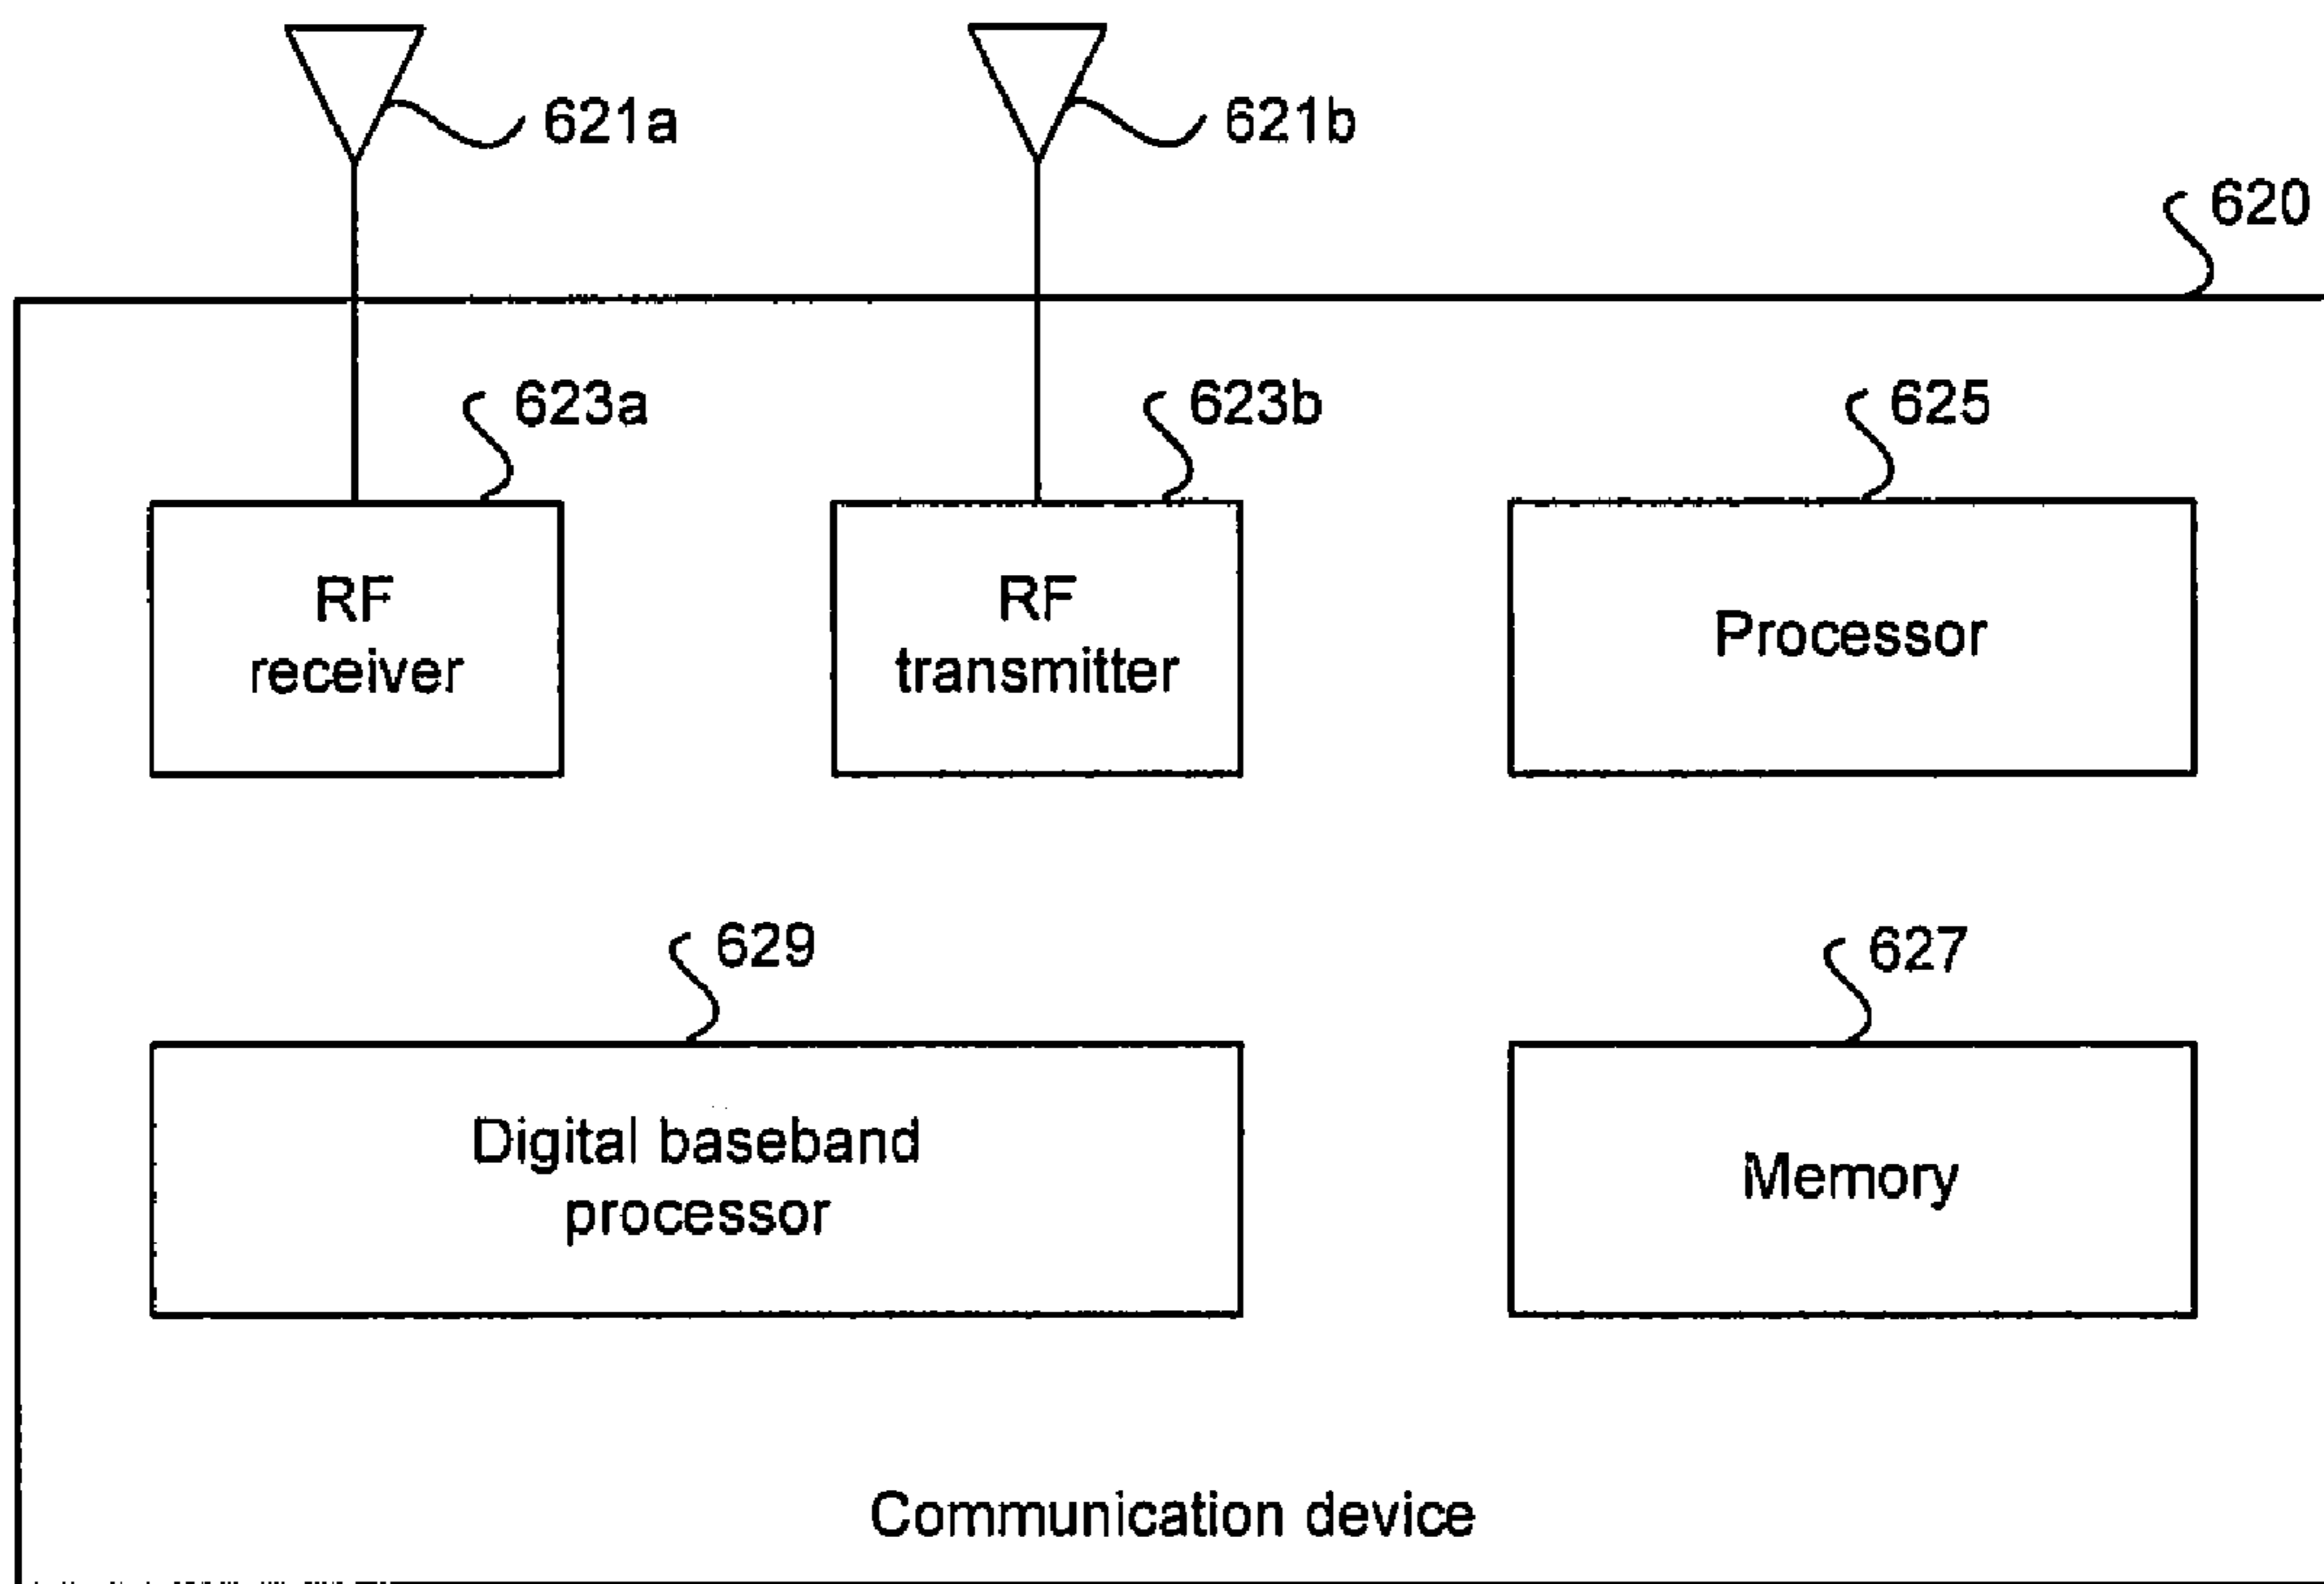 621a
621b
620
623a
623b
625
RF
receiver
RF
transmitter
Processor
629
627
Digital baseband
processor
Memory
Communication device